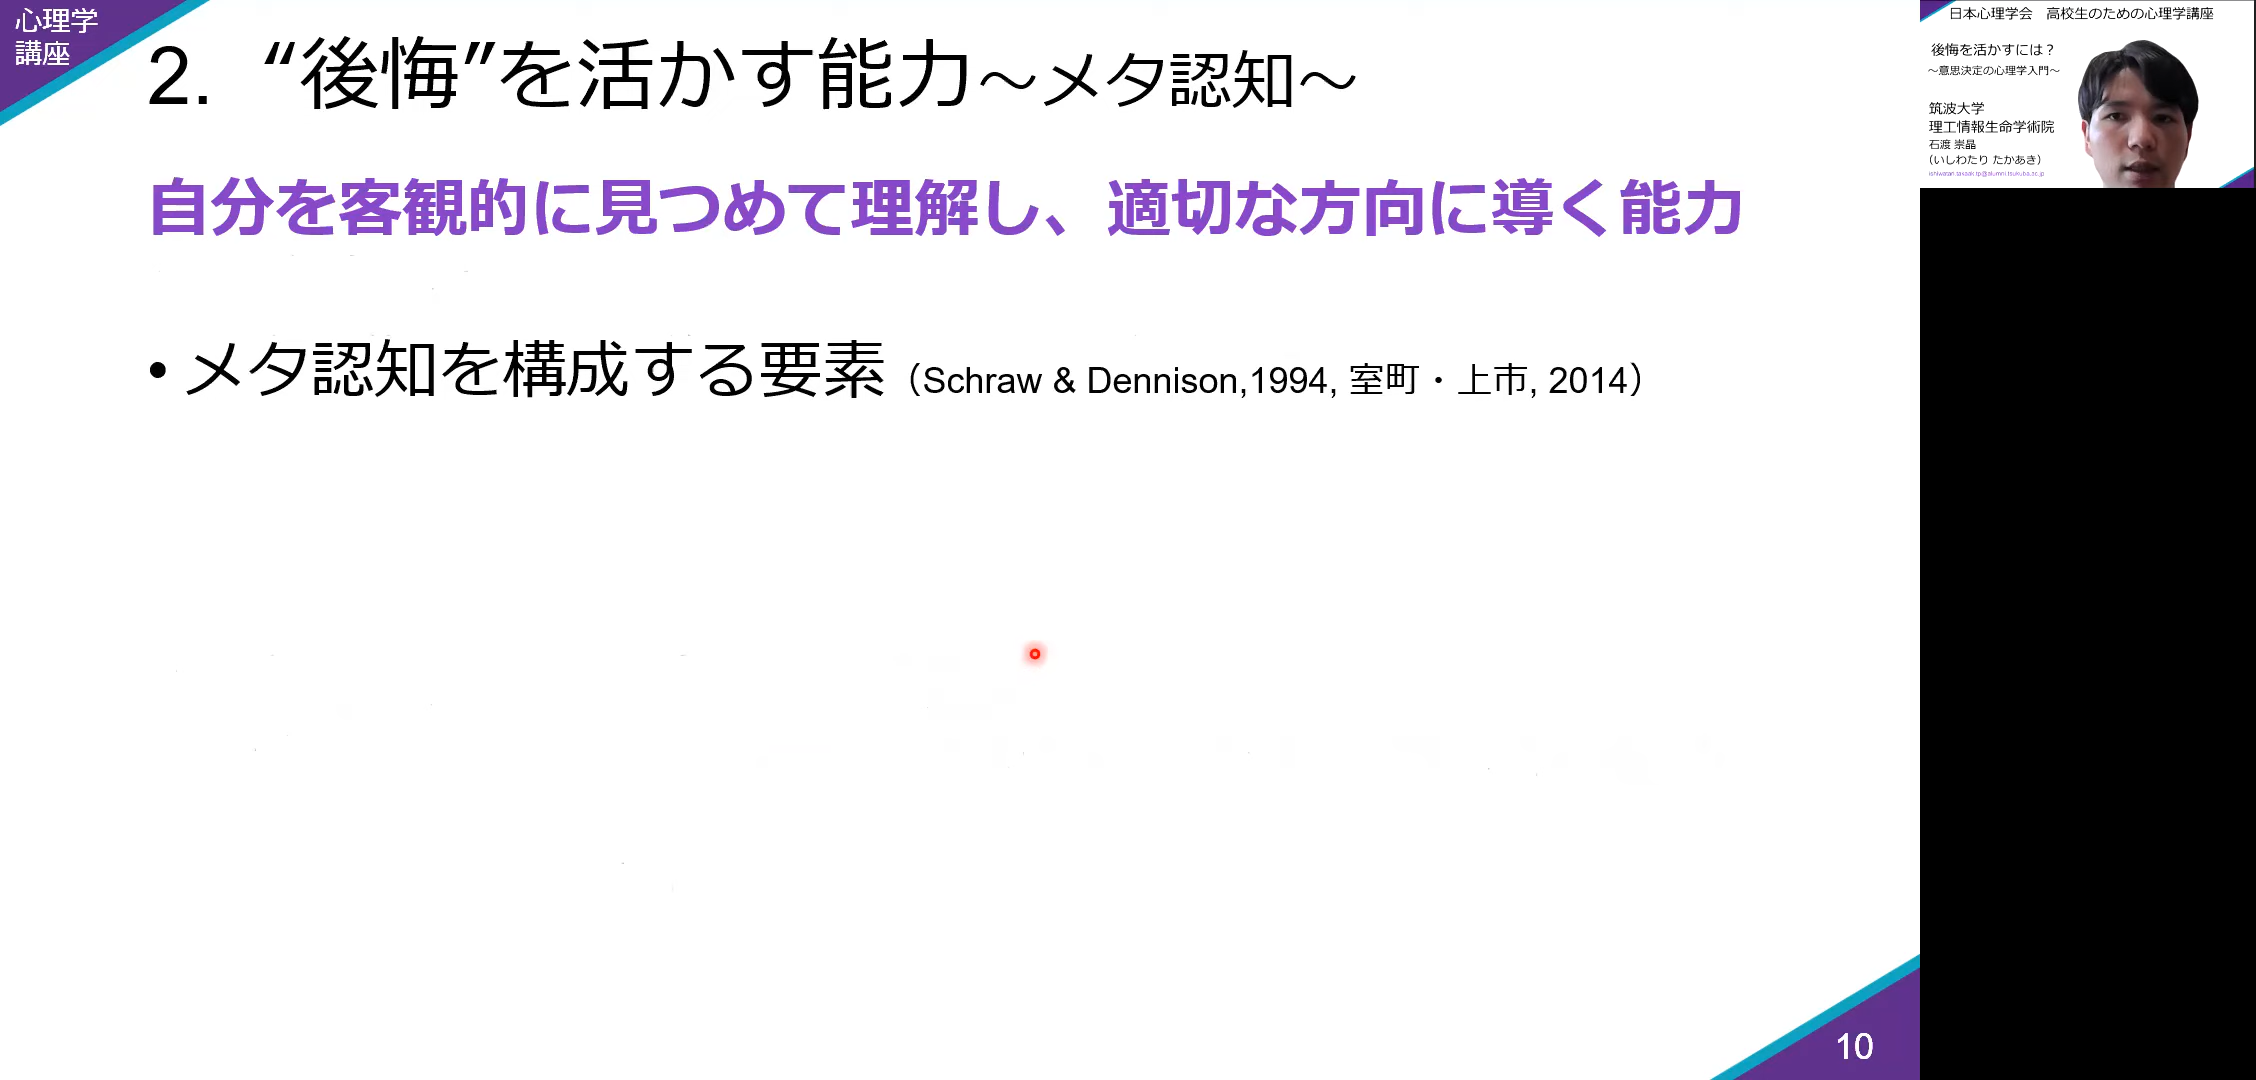 心理学
講座
2. “後悔”を活かす能力～メタ認知～
自分を客観的に見つめて理解し、適切な方向に導く能力
• メタ認知を構成する要素（Schraw & Dennison,1994, 室町・上市, 2014）
10
日本心理学会 高校生のための心理学講座
後悔を活かすには？
～意思決定の心理学入門～
筑波大学
理工情報生命学術院
石渡 崇晶
（いしわたり たかあき）